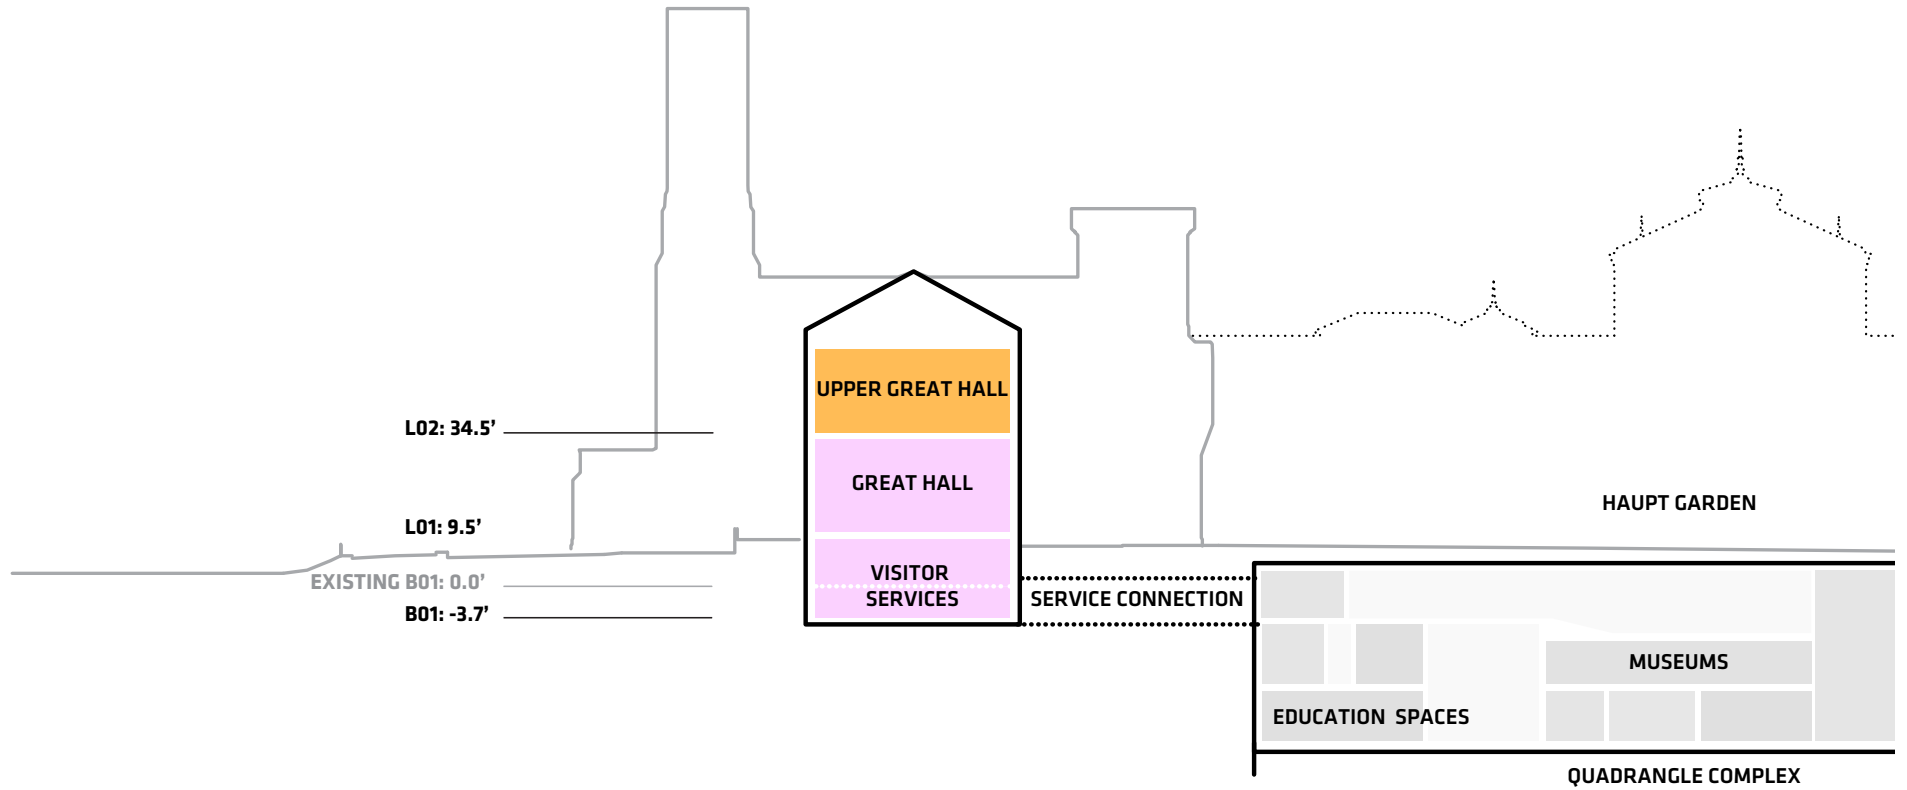 UPPER GREAT HALL
L02: 34.5’
GREAT HALL
HAUPT GARDEN
L01: 9.5’
VISITOR
SERVICES
EXISTING B01: 0.0’
SERVICE CONNECTION
B01: -3.7’
MUSEUMS
EDUCATION SPACES
QUADRANGLE COMPLEX